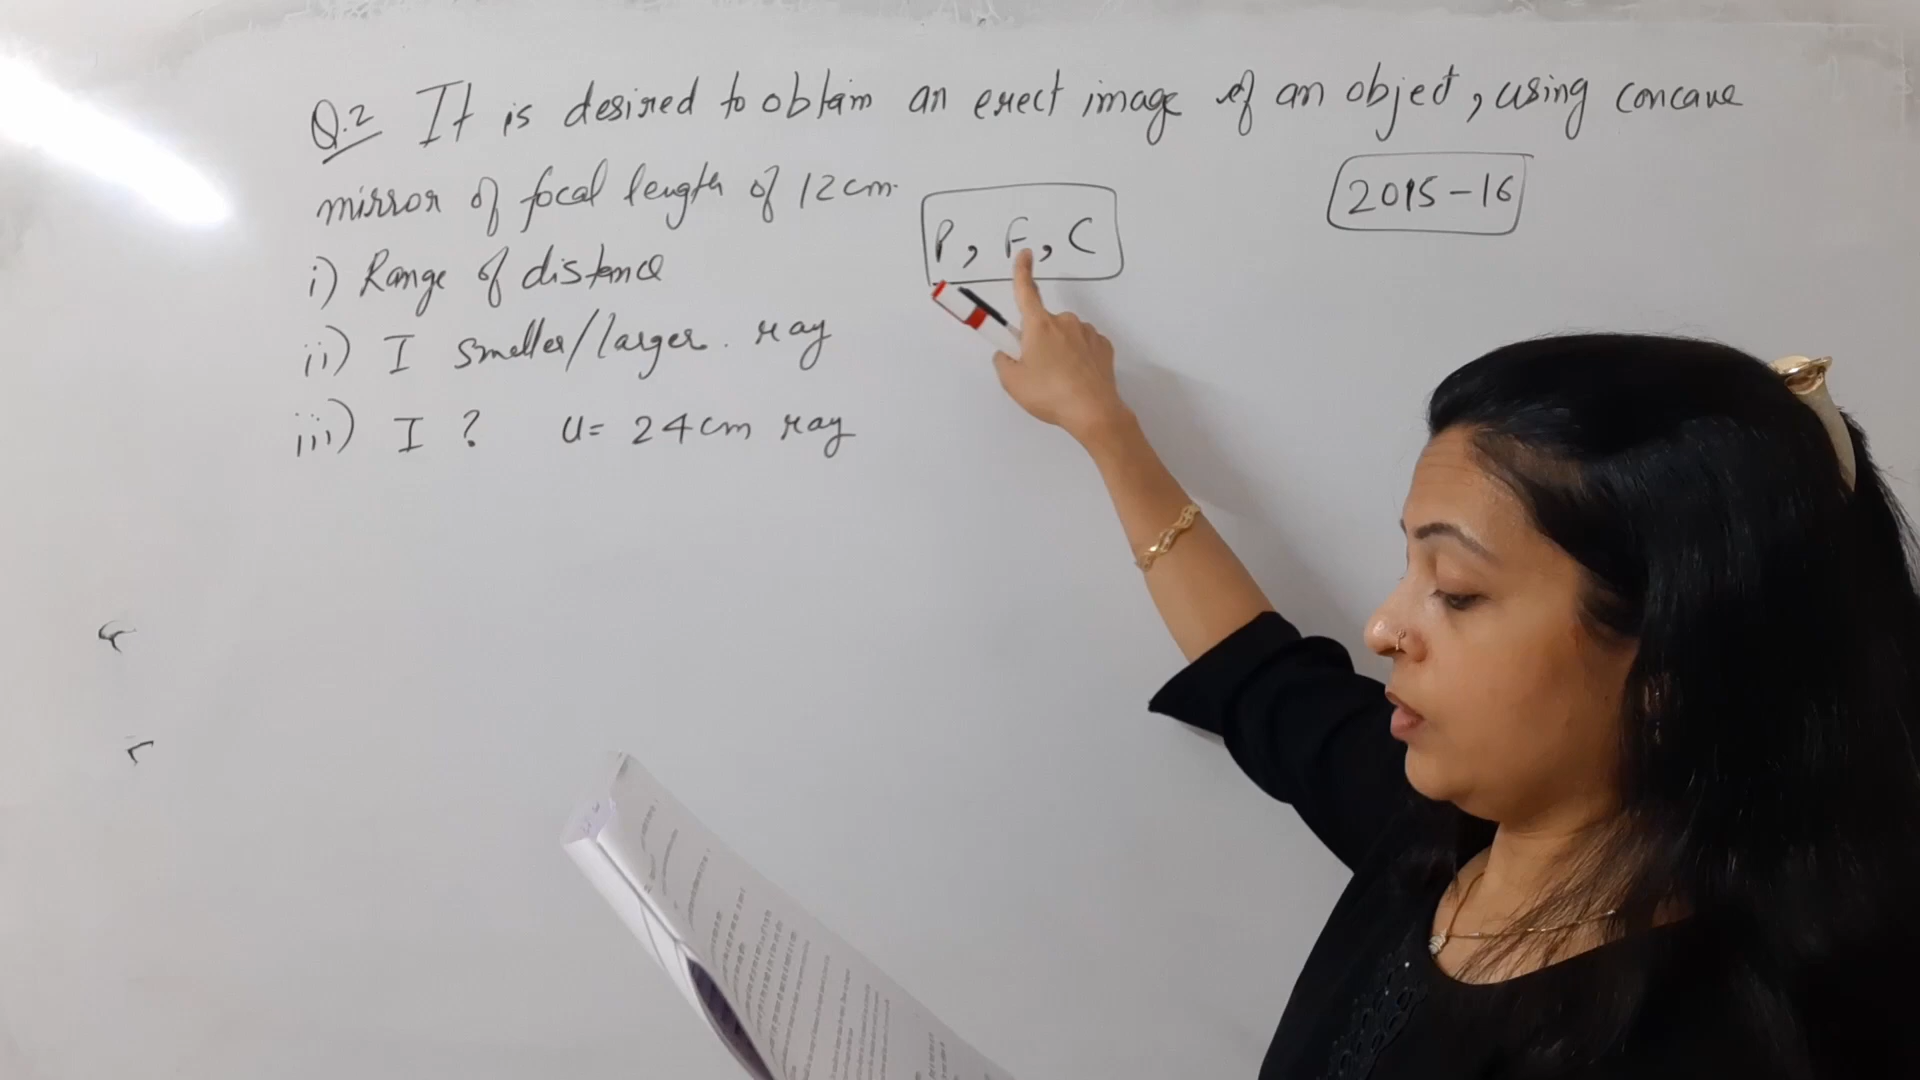 Q.2 It is desired to obtain an erect image of an object, using concave
mirror of focal length of 12cm.
2015-16
P, F, C
i) Range of distance
ii) I smaller/larger. ray
iii) I ? u= 24cm ray